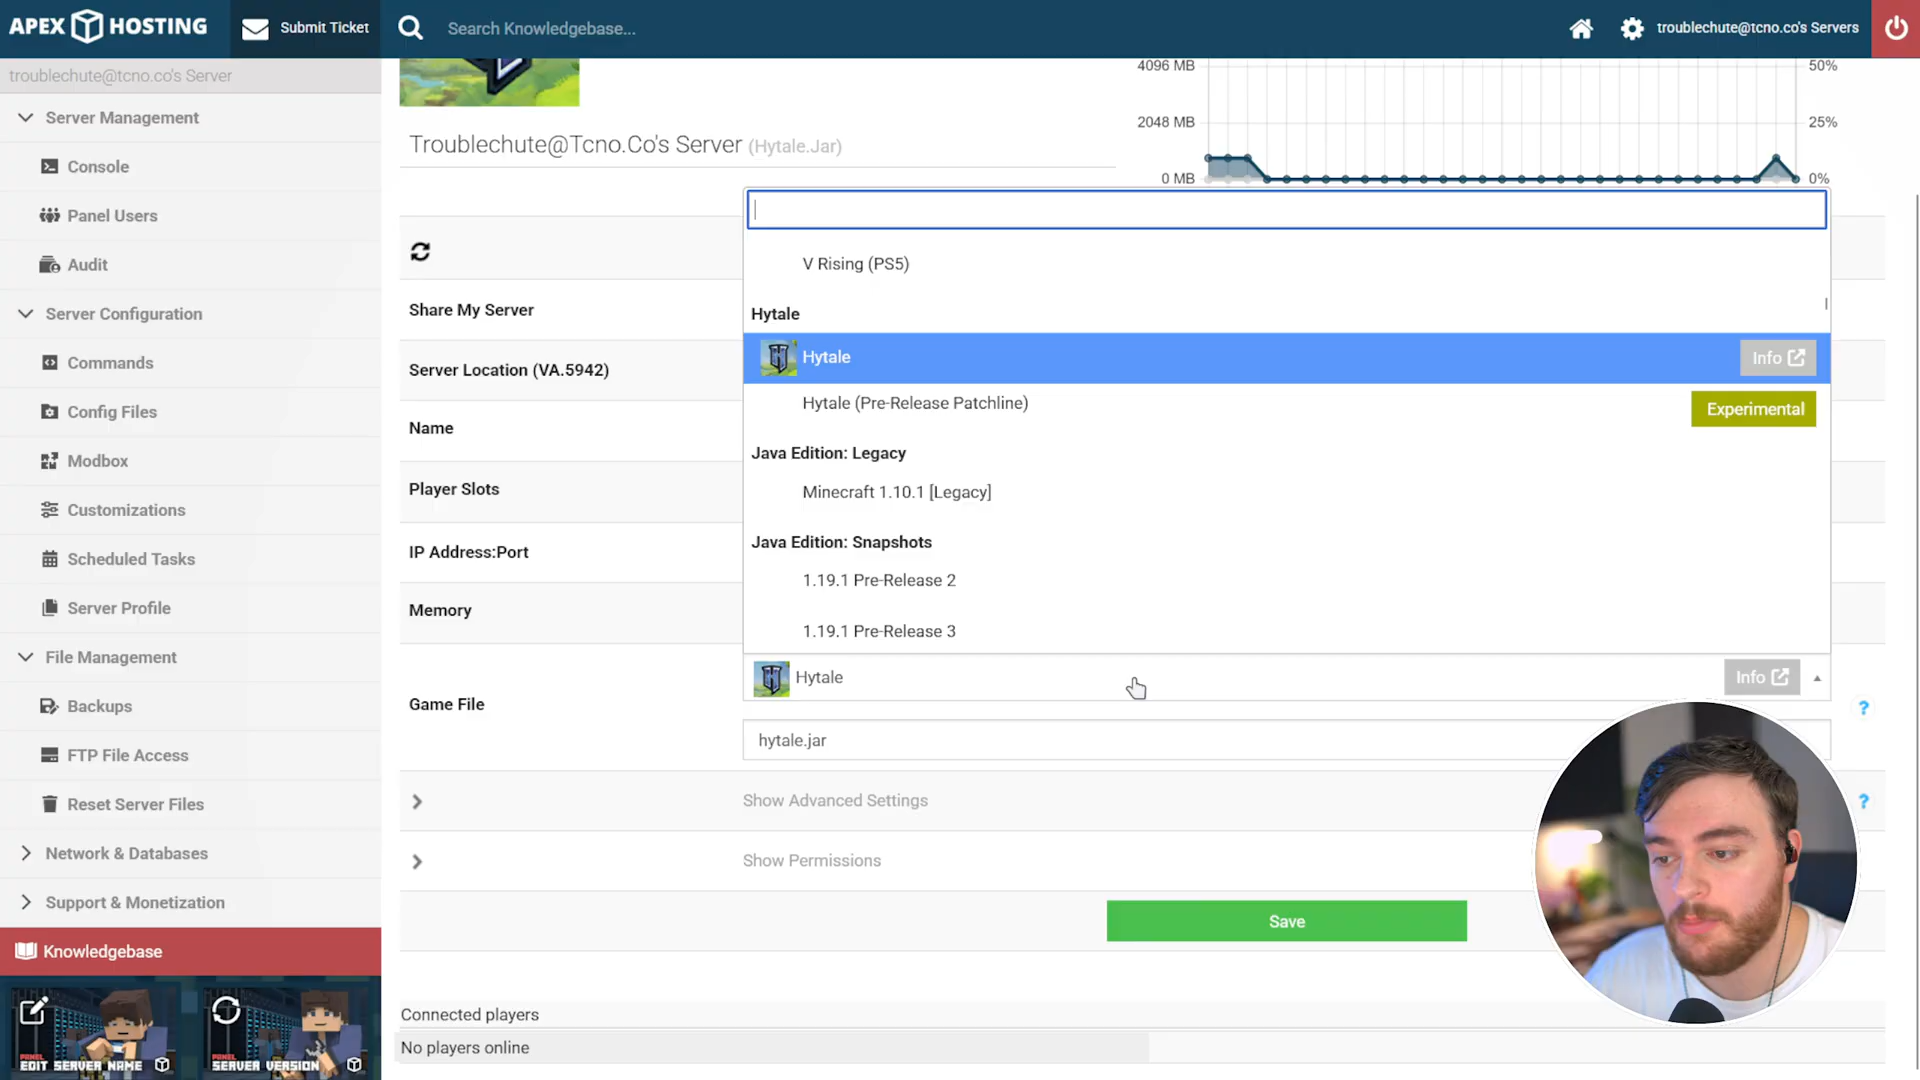 APEX HOSTING
Submit Ticket
Search Knowledgebase...
troublechute@tcno.co's Servers
troublechute@tcno.co's Server
Server Management
Console
Panel Users
Audit
Server Configuration
Commands
Config Files
Modbox
Customizations
Scheduled Tasks
Server Profile
File Management
Backups
FTP File Access
Reset Server Files
Network & Databases
Support & Monetization
Knowledgebase
PANEL
EDIT SERVER NAME
PANEL
SERVER VERSION
4096 MB
50%
2048 MB
25%
0 MB
0%
Troublechute@Tcno.Co's Server (Hytale.Jar)
Share My Server
Server Location (VA.5942)
Name
Player Slots
IP Address:Port
Memory
Game File
V Rising (PS5)
Hytale
Hytale
Info
Hytale (Pre-Release Patchline)
Experimental
Java Edition: Legacy
Minecraft 1.10.1 [Legacy]
Java Edition: Snapshots
1.19.1 Pre-Release 2
1.19.1 Pre-Release 3
Hytale
Info
?
hytale.jar
Show Advanced Settings
?
Show Permissions
Save
Connected players
No players online